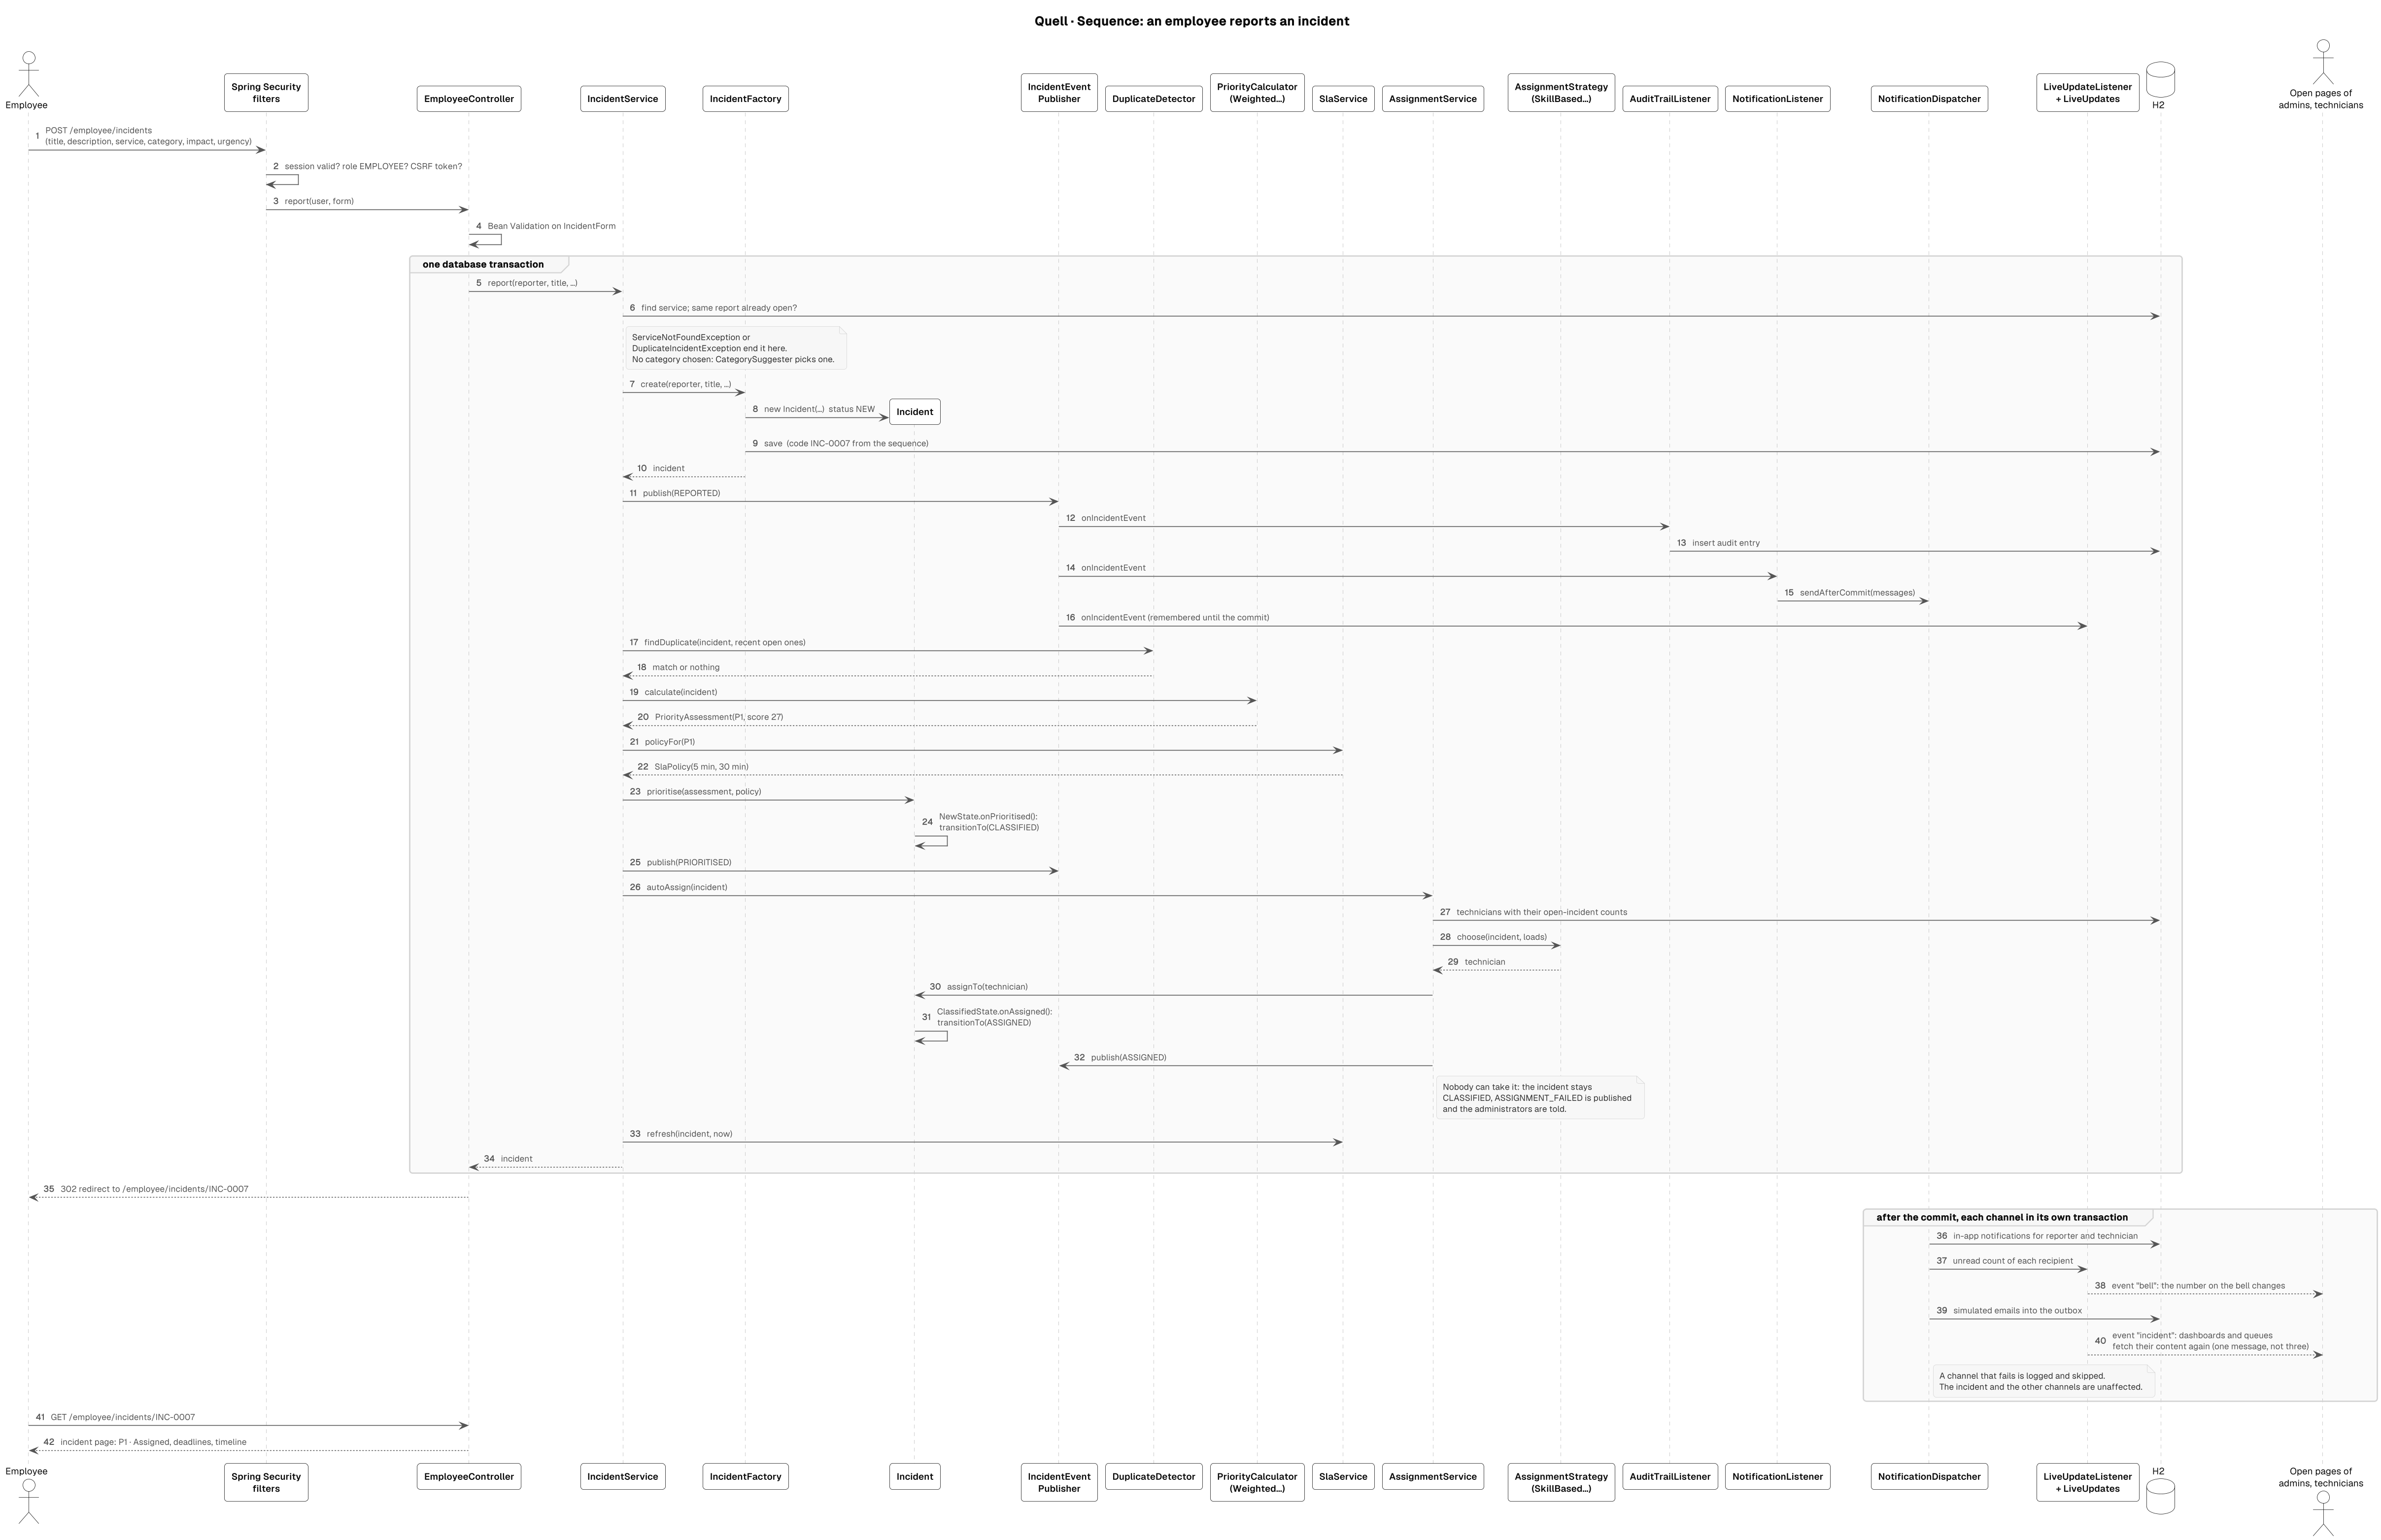 Quell · Sequence: an employee reports an incident
Employee
Spring Security
filters
EmployeeController
IncidentService
IncidentFactory
IncidentEvent
Publisher
DuplicateDetector
PriorityCalculator
(Weighted...)
SlaService
AssignmentService
AssignmentStrategy
(SkillBased...)
AuditTrailListener
NotificationListener
NotificationDispatcher
LiveUpdateListener
+ LiveUpdates
H2
Open pages of
admins, technicians
1 POST /employee/incidents
(title, description, service, category, impact, urgency)
2 session valid? role EMPLOYEE? CSRF token?
3 report(user, form)
4 Bean Validation on IncidentForm
one database transaction
5 report(reporter, title, ...)
6 find service; same report already open?
ServiceNotFoundException or
DuplicateIncidentException end it here.
No category chosen: CategorySuggester picks one.
7 create(reporter, title, ...)
8 new Incident(...) status NEW
Incident
9 save (code INC-0007 from the sequence)
10 incident
11 publish(REPORTED)
12 onIncidentEvent
13 insert audit entry
14 onIncidentEvent
15 sendAfterCommit(messages)
16 onIncidentEvent (remembered until the commit)
17 findDuplicate(incident, recent open ones)
18 match or nothing
19 calculate(incident)
20 PriorityAssessment(P1, score 27)
21 policyFor(P1)
22 SlaPolicy(5 min, 30 min)
23 prioritise(assessment, policy)
24 NewState.onPrioritised():
transitionTo(CLASSIFIED)
25 publish(PRIORITISED)
26 autoAssign(incident)
27 technicians with their open-incident counts
28 choose(incident, loads)
29 technician
30 assignTo(technician)
31 ClassifiedState.onAssigned():
transitionTo(ASSIGNED)
32 publish(ASSIGNED)
Nobody can take it: the incident stays
CLASSIFIED, ASSIGNMENT_FAILED is published
and the administrators are told.
33 refresh(incident, now)
34 incident
35 302 redirect to /employee/incidents/INC-0007
after the commit, each channel in its own transaction
36 in-app notifications for reporter and technician
37 unread count of each recipient
38 event "bell": the number on the bell changes
39 simulated emails into the outbox
40 event "incident": dashboards and queues
fetch their content again (one message, not three)
A channel that fails is logged and skipped.
The incident and the other channels are unaffected.
41 GET /employee/incidents/INC-0007
42 incident page: P1 · Assigned, deadlines, timeline
Employee
Spring Security
filters
EmployeeController
IncidentService
IncidentFactory
Incident
IncidentEvent
Publisher
DuplicateDetector
PriorityCalculator
(Weighted...)
SlaService
AssignmentService
AssignmentStrategy
(SkillBased...)
AuditTrailListener
NotificationListener
NotificationDispatcher
LiveUpdateListener
+ LiveUpdates
H2
Open pages of
admins, technicians